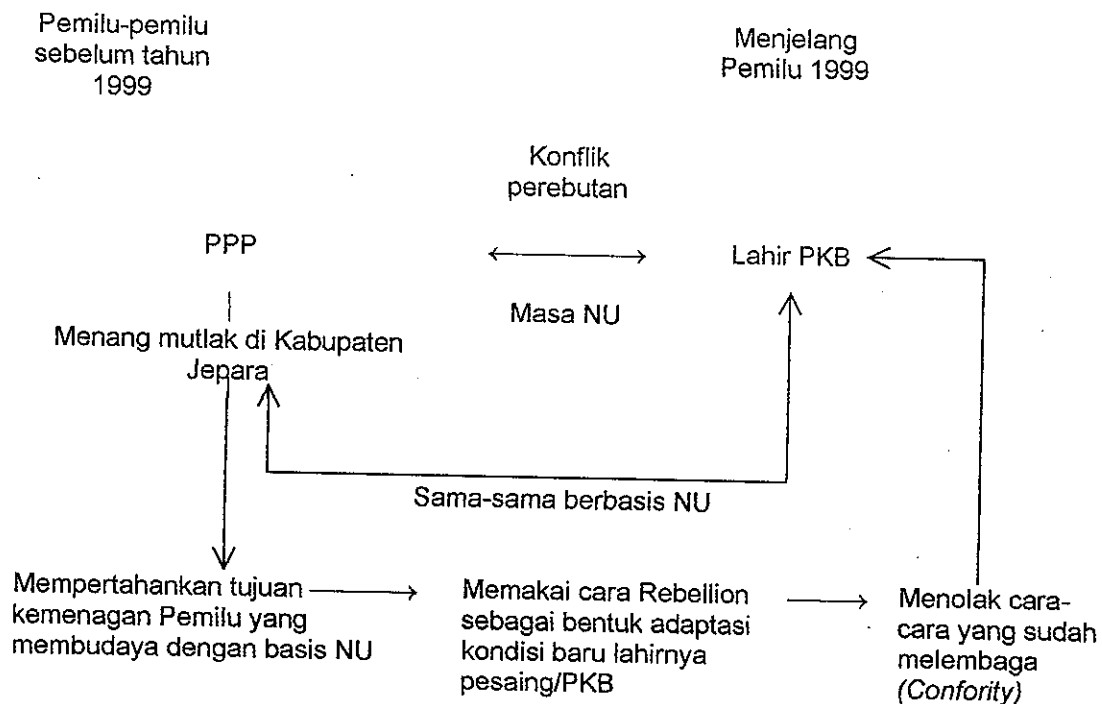 Pemilu-pemilu
sebelum tahun
1999
Menjelang
Pemilu 1999
Konflik
perebutan
PPP
Lahir PKB
Masa NU
Menang mutlak di Kabupaten
Jepara
Sama-sama berbasis NU
Mempertahankan tujuan
kemenagan Pemilu yang
membudaya dengan basis NU
Memakai cara Rebellion
sebagai bentuk adaptasi
kondisi baru lahirnya
pesaing/PKB
Menolak cara-
cara yang sudah
melembaga
(Confority)